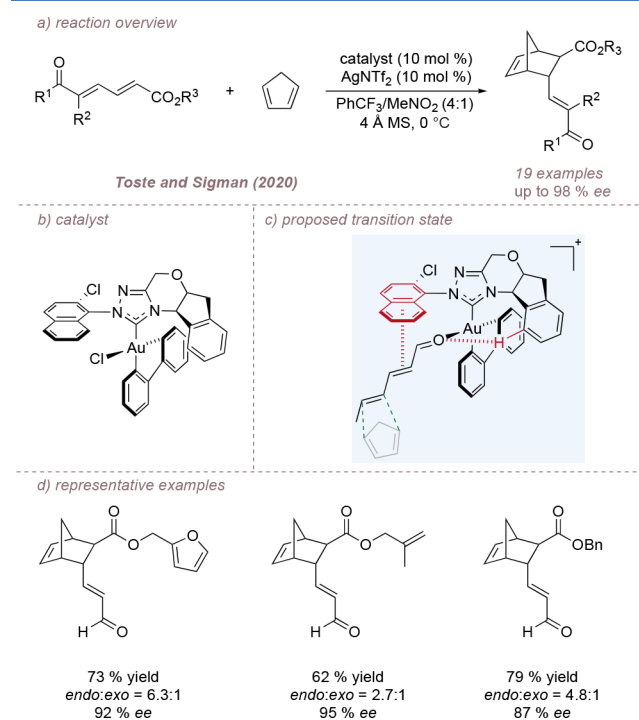 a) reaction overview
O
R1
R2
CO2R3
+
catalyst (10 mol %)
AgNTf2 (10 mol %)
PhCF3/MeNO2 (4:1)
4 Å MS, 0 °C
CO2R3
R2
R1
O
Toste and Sigman (2020)
19 examples
up to 98 % ee
b) catalyst
Cl
N
N
N
O
Cl
Au
c) proposed transition state
+
Cl
N
N
N
O
Au
O
H
d) representative examples
O
O
O
H
O
73 % yield
endo:exo = 6.3:1
92 % ee
O
O
H
O
62 % yield
endo:exo = 2.7:1
95 % ee
O
OBn
H
O
79 % yield
endo:exo = 4.8:1
87 % ee